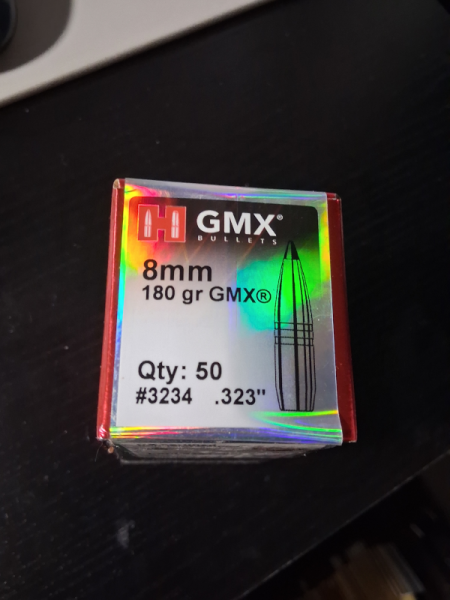 H GMX®
BULLETS
8mm
180 gr GMX®
Qty: 50
#3234 .323"